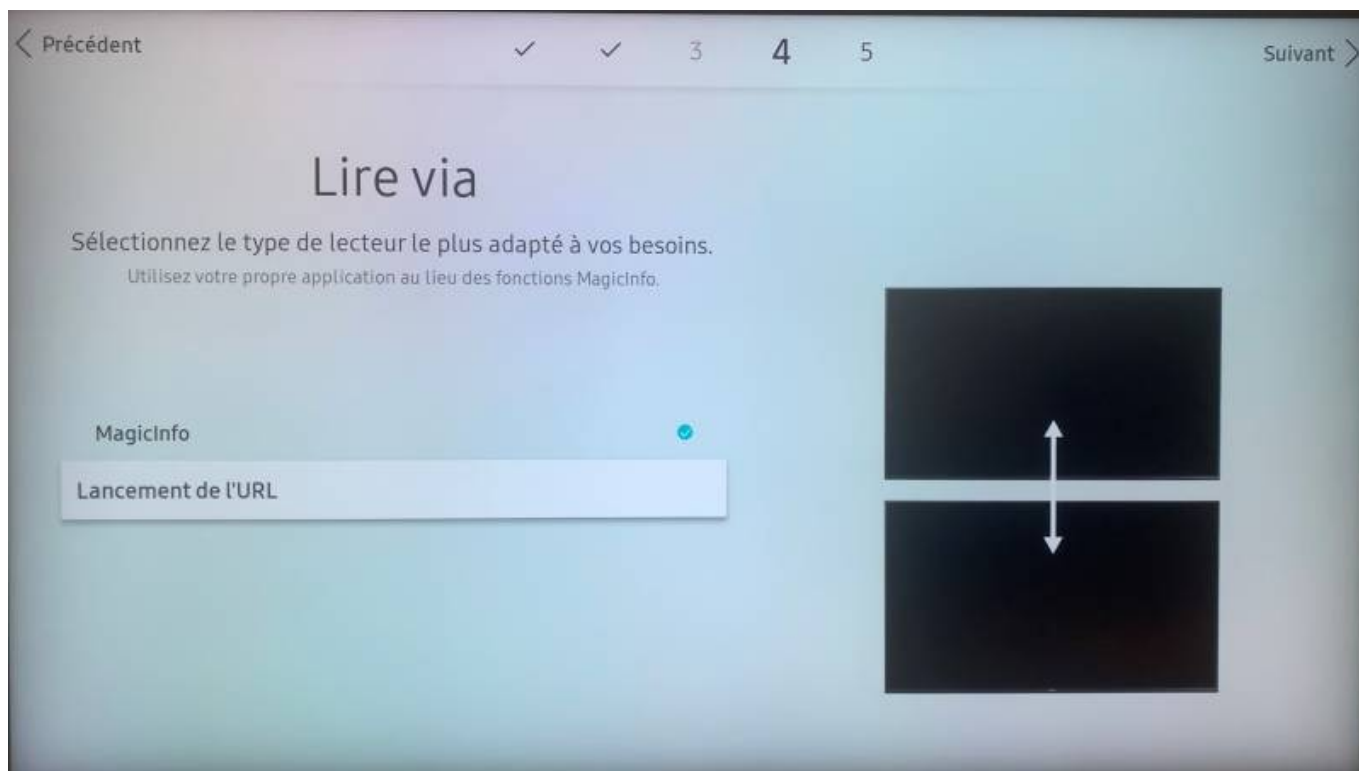 Précédent
3
4
5
Suivant
Lire via
Sélectionnez le type de lecteur le plus adapté à vos besoins.
Utilisez votre propre application au lieu des fonctions MagicInfo.
MagicInfo
Lancement de l'URL